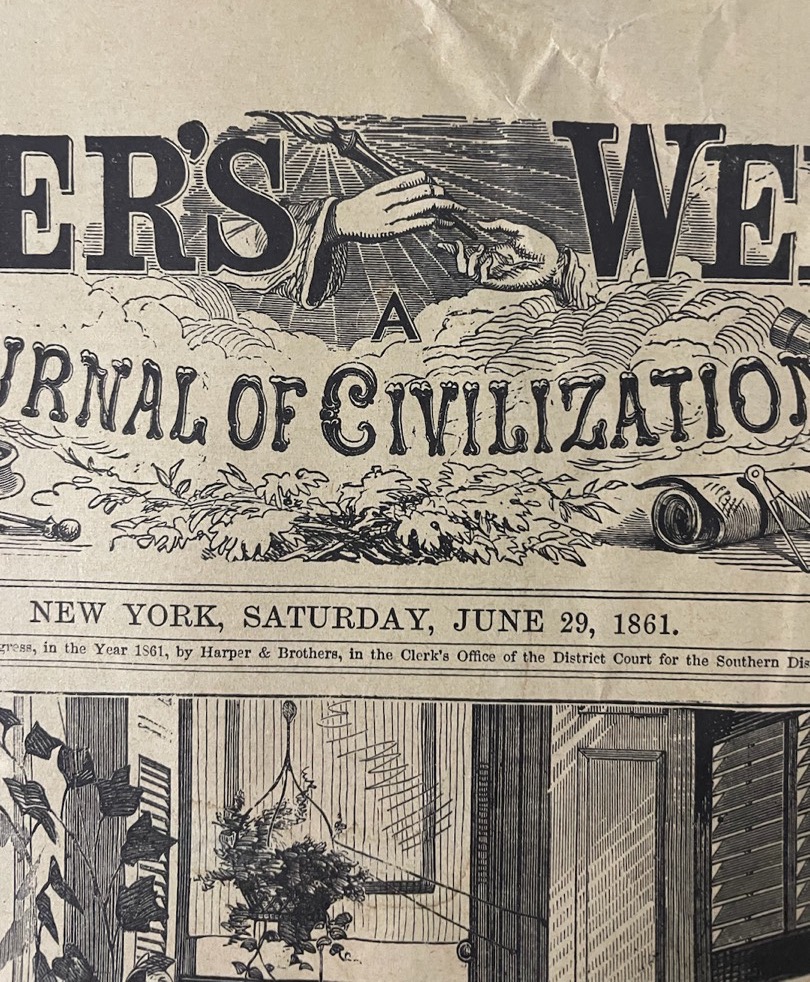 ER'S WE
A
URNAL OF CIVILIZATION
NEW YORK, SATURDAY, JUNE 29, 1861.
gress, in the Year 1861, by Harper & Brothers, in the Clerk's Office of the District Court for the Southern Dis